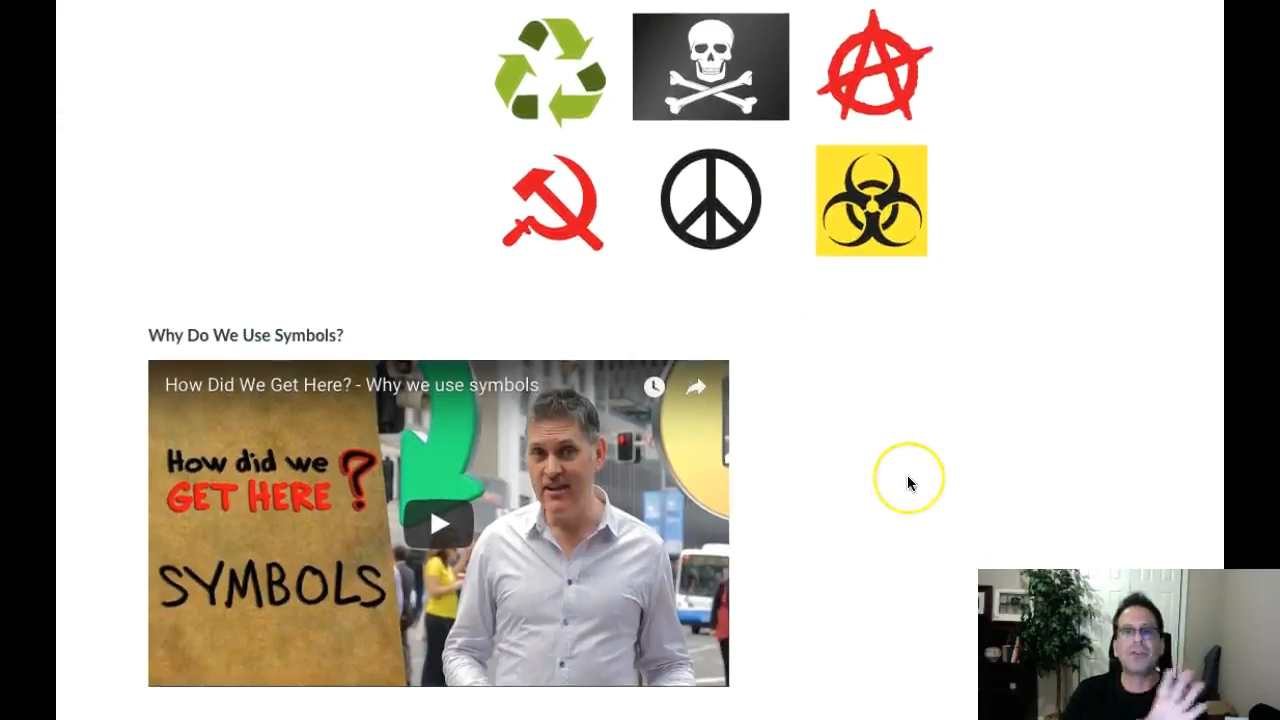 Why Do We Use Symbols?
How Did We Get Here? - Why we use symbols
How did we
GET HERE?
SYMBOLS